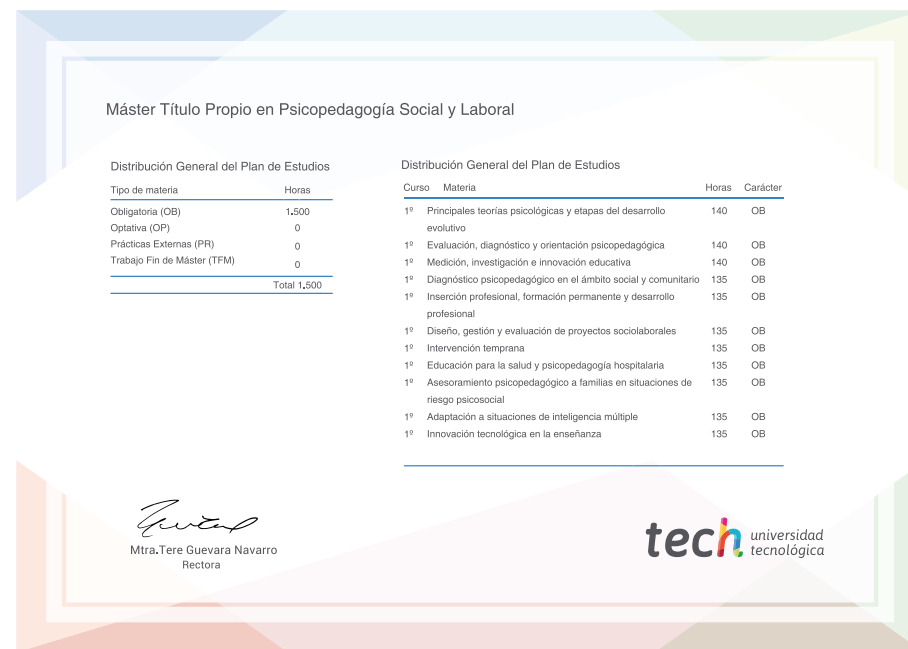 Máster Título Propio en Psicopedagogía Social y Laboral
Distribución General del Plan de Estudios
Tipo de materia Horas
Obligatoria (OB) 1.500
Optativa (OP) 0
Prácticas Externas (PR) 0
Trabajo Fin de Máster (TFM) 0
Total 1.500
Distribución General del Plan de Estudios
Curso Materia Horas Carácter
1º Principales teorías psicológicas y etapas del desarrollo 140 OB
evolutivo
1º Evaluación, diagnóstico y orientación psicopedagógica 140 OB
1º Medición, investigación e innovación educativa 140 OB
1º Diagnóstico psicopedagógico en el ámbito social y comunitario 135 OB
1º Inserción profesional, formación permanente y desarrollo 135 OB
profesional
1º Diseño, gestión y evaluación de proyectos sociolaborales 135 OB
1º Intervención temprana 135 OB
1º Educación para la salud y psicopedagogía hospitalaria 135 OB
1º Asesoramiento psicopedagógico a familias en situaciones de 135 OB
riesgo psicosocial
1º Adaptación a situaciones de inteligencia múltiple 135 OB
1º Innovación tecnológica en la enseñanza 135 OB
Mtra.Tere Guevara Navarro
Rectora
tech universidad
tecnológica